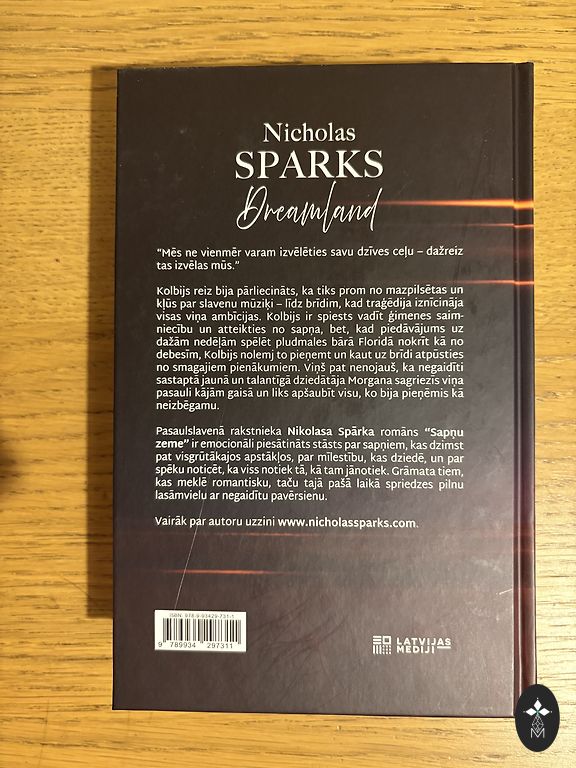 Nicholas
SPARKS
Dreamland
“Mēs ne vienmēr varam izvēlēties savu dzīves ceļu – dažreiz
tas izvēlas mūs.”
Kolbijs reiz bija pārliecināts, ka tiks prom no mazpilsētas un
kļūs par slavenu mūziķi – līdz brīdim, kad traģēdija iznīcināja
visas viņa ambīcijas. Kolbijs ir spiests vadīt ģimenes saim-
niecību un atteikties no sapņa, bet, kad piedāvājums uz
dažām nedēļām spēlēt pludmales bārā Floridā nokrīt kā no
debesīm, Kolbijs nolemj to pieņemt un kaut uz brīdi atpūsties
no smagajiem pienākumiem. Viņš pat nenojauš, ka negaidīti
sastaptā jaunā un talantīgā dziedātāja Morgana sagriezīs viņa
pasauli kājām gaisā un liks apšaubīt visu, ko bija pieņēmis kā
neizbēgamu.
Pasaulslavenā rakstnieka Nikolasa Spārka romāns “Sapņu
zeme” ir emocionāli piesātināts stāsts par sapņiem, kas dzimst
pat visgrūtākajos apstākļos, par mīlestību, kas dziedē, un par
spēku noticēt, ka viss notiek tā, kā tam jānotiek. Grāmata tiem,
kas meklē romantisku, taču tajā pašā laikā spriedzes pilnu
lasāmvielu ar negaidītu pavērsienu.
Vairāk par autoru uzzini www.nicholassparks.com.
ISBN 978-9-93429-731-1
9 789934 297311
LATVIJAS
MEDIJI
M